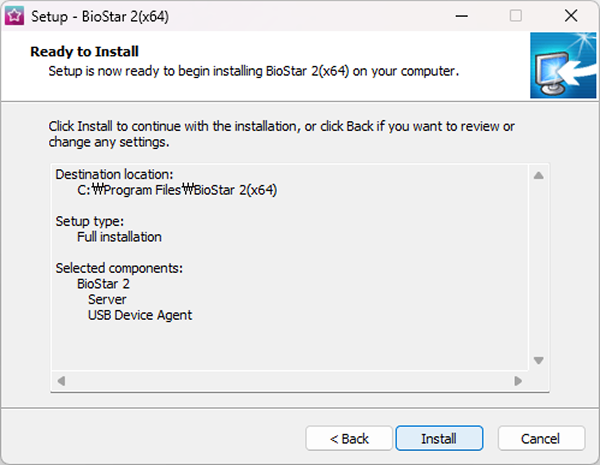 Setup - BioStar 2(x64)
Ready to Install
Setup is now ready to begin installing BioStar 2(x64) on your computer.
Click Install to continue with the installation, or click Back if you want to review or
change any settings.
Destination location:
C:₩Program Files₩BioStar 2(x64)
Setup type:
Full installation
Selected components:
BioStar 2
Server
USB Device Agent
< Back
Install
Cancel